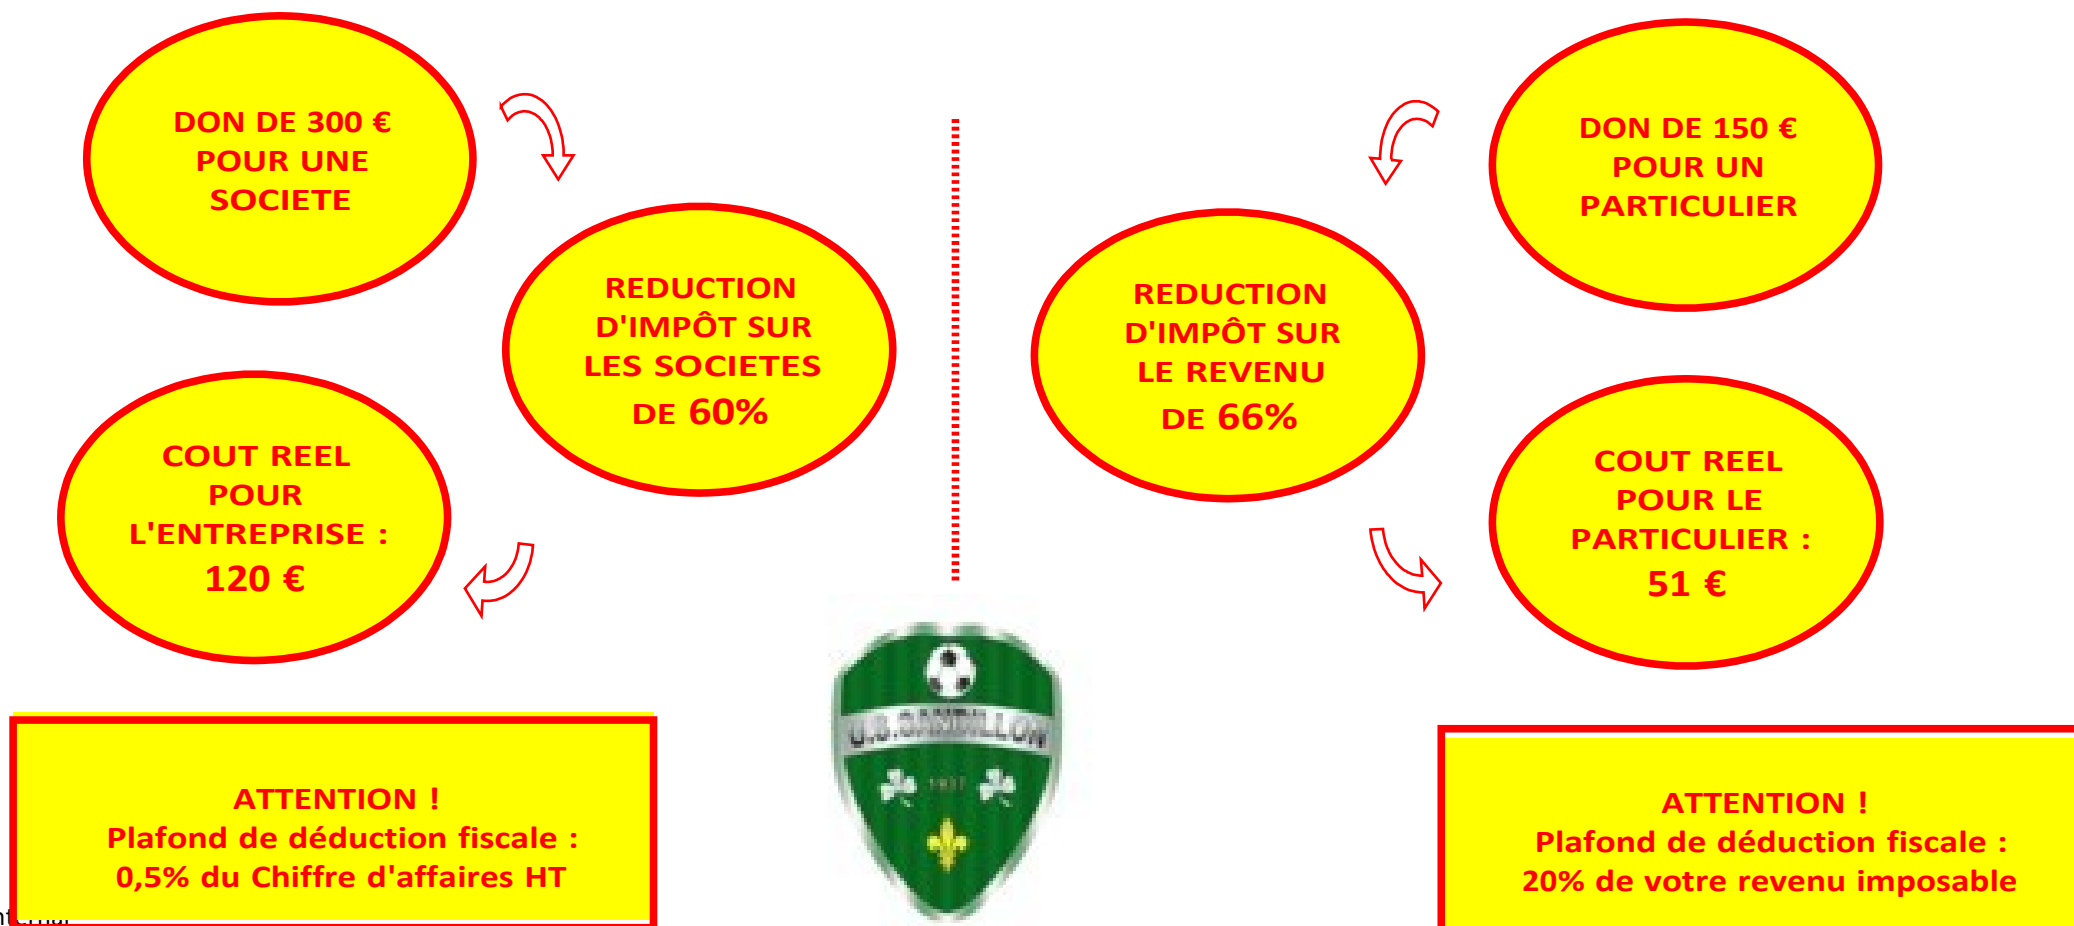 DON DE 300 €
POUR UNE
SOCIETE
REDUCTION
D'IMPÔT SUR
LES SOCIETES
DE 60%
COUT REEL
POUR
L'ENTREPRISE :
120 €
ATTENTION !
Plafond de déduction fiscale :
0,5% du Chiffre d'affaires HT
DON DE 150 €
POUR UN
PARTICULIER
REDUCTION
D'IMPÔT SUR
LE REVENU
DE 66%
COUT REEL
POUR LE
PARTICULIER :
51 €
ATTENTION !
Plafond de déduction fiscale :
20% de votre revenu imposable
U.S.SANDILLON